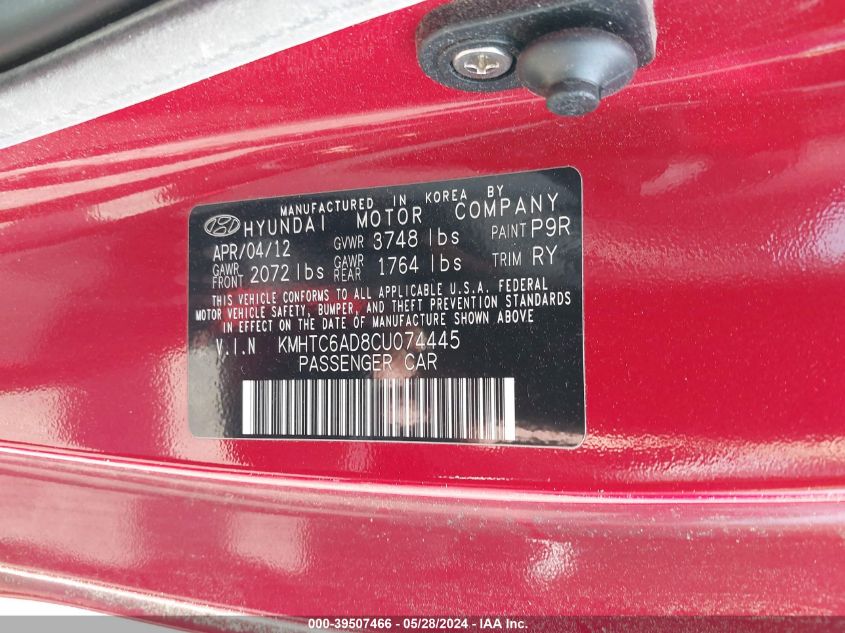 MANUFACTURED IN KOREA BY
HYUNDAI MOTOR COMPANY
APR/04/12 GVWR 3748 lbs PAINT P9R
GAWR FRONT 2072 lbs GAWR REAR 1764 lbs TRIM RY
THIS VEHICLE CONFORMS TO ALL APPLICABLE U.S.A. FEDERAL
MOTOR VEHICLE SAFETY, BUMPER, AND THEFT PREVENTION STANDARDS
IN EFFECT ON THE DATE OF MANUFACTURE SHOWN ABOVE
V.I.N KMHTC6AD8CU074445
PASSENGER CAR
000-39507466 - 05/28/2024 - IAA Inc.